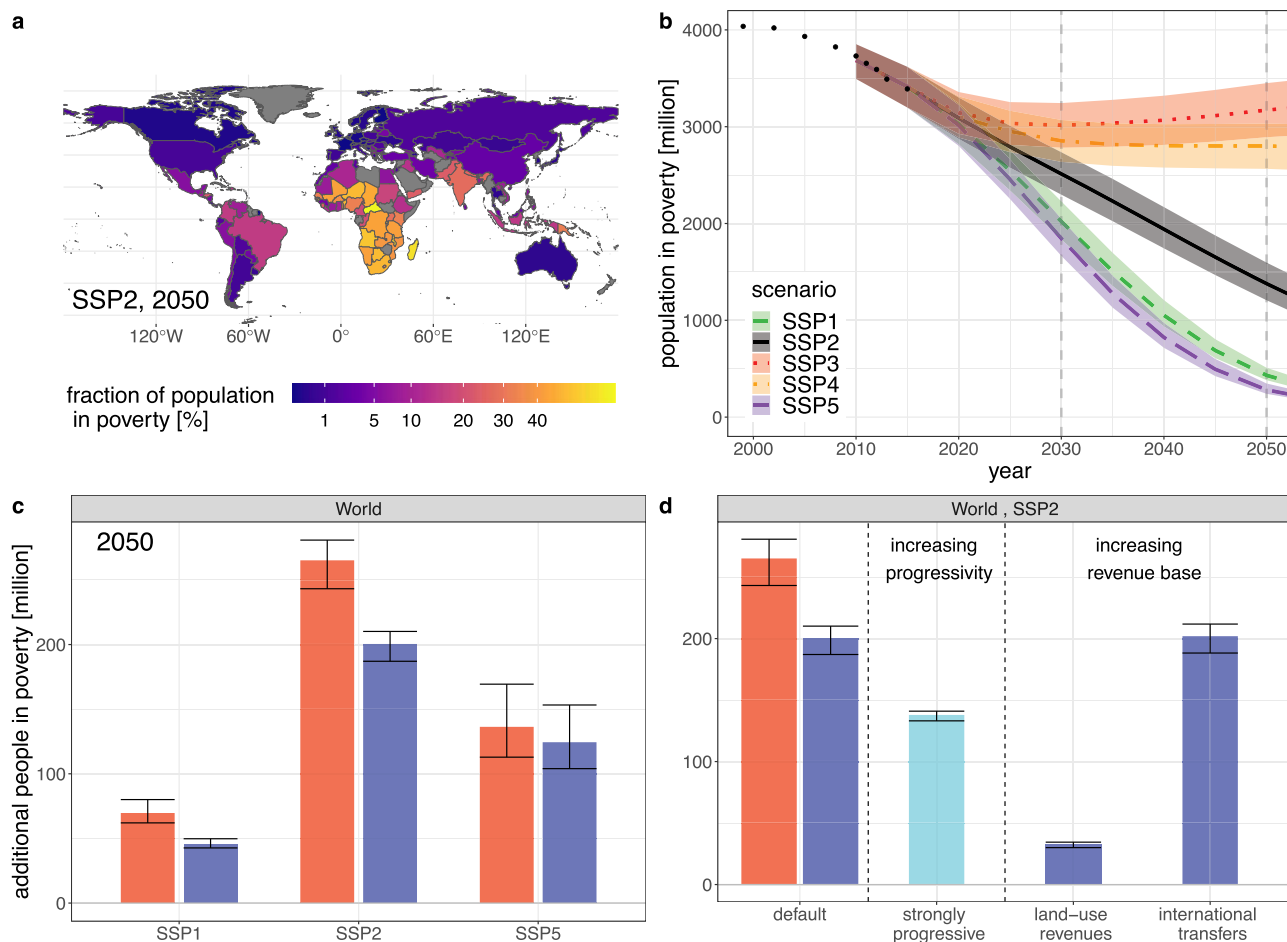 a
SSP2, 2050
120°W 60°W 0° 60°E 120°E
fraction of population
in poverty [%]
1 5 10 20 30 40
b
population in poverty [million]
4000
3000
2000
1000
0
scenario
SSP1
SSP2
SSP3
SSP4
SSP5
2000 2010 2020 2030 2040 2050
year
c
World
2050
additional people in poverty [million]
200
100
0
SSP1 SSP2 SSP5
d
World , SSP2
increasing
progressivity
increasing
revenue base
200
100
0
default
strongly
progressive
land−use
revenues
international
transfers